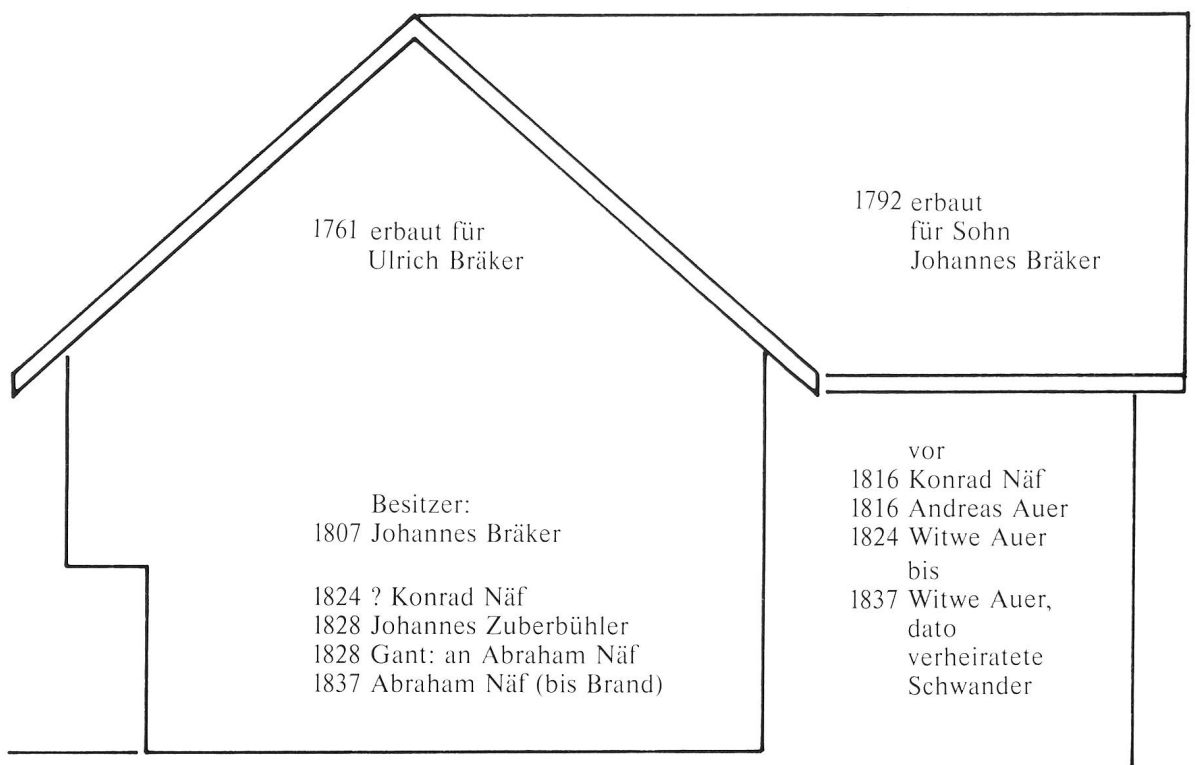 1761 erbaut für
Ulrich Bräker
1792 erbaut
für Sohn
Johannes Bräker
Besitzer:
1807 Johannes Bräker
1824 ? Konrad Näf
1828 Johannes Zuberbühler
1828 Gant: an Abraham Näf
1837 Abraham Näf (bis Brand)
vor
1816 Konrad Näf
1816 Andreas Auer
1824 Witwe Auer
bis
1837 Witwe Auer,
dato
verheiratete
Schwander